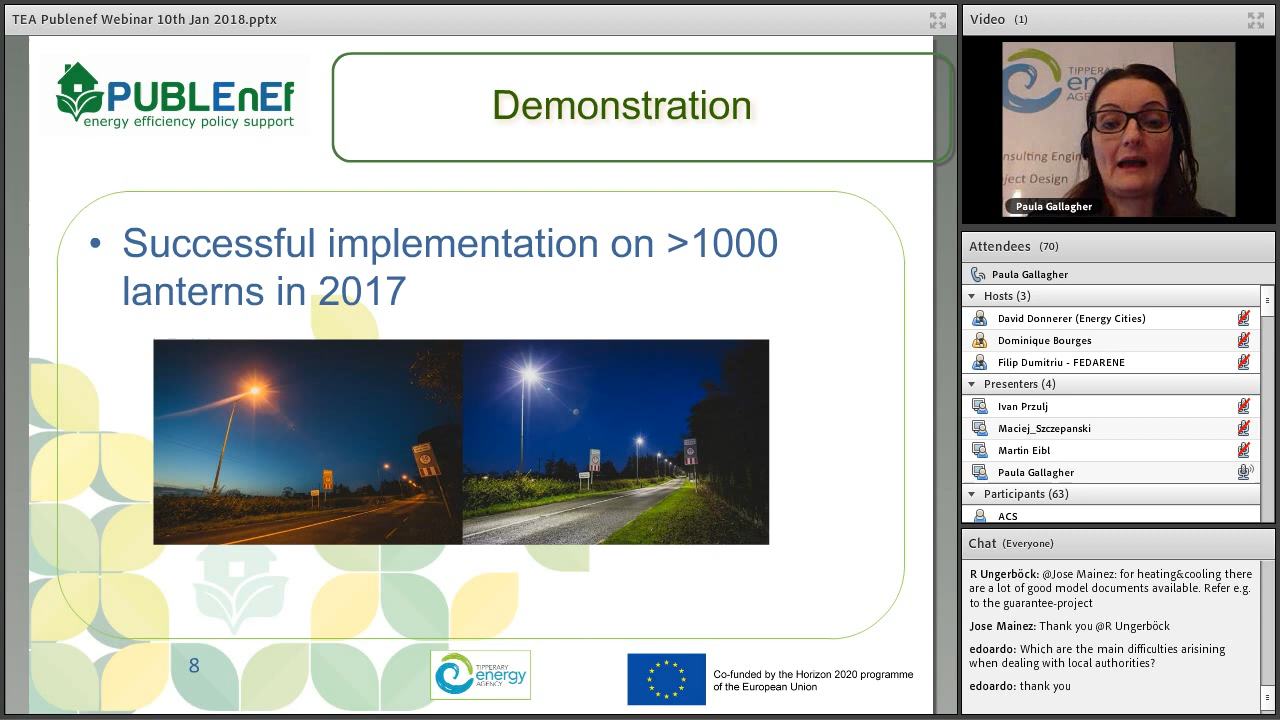 TEA Publenef Webinar 10th Jan 2018.pptx
PUBLEnEf
energy efficiency policy support
Demonstration
• Successful implementation on >1000
lanterns in 2017
8
TIPPERARY
energy
AGENCY
Co-funded by the Horizon 2020 programme
of the European Union
Video (1)
TIPPERARY
ene
AGE
nsulting Engin
ject Design
Paula Gallagher
Attendees (70)
Paula Gallagher
Hosts (3)
David Donnerer (Energy Cities)
Dominique Bourges
Filip Dumitriu - FEDARENE
Presenters (4)
Ivan Przulj
Maciej_Szczepanski
Martin Eibl
Paula Gallagher
Participants (63)
ACS
Chat (Everyone)
R Ungerböck: @Jose Mainez: for heating&cooling there
are a lot of good model documents available. Refer e.g.
to the guarantee-project
Jose Mainez: Thank you @R Ungerböck
edoardo: Which are the main difficulties arisining
when dealing with local authorities?
edoardo: thank you